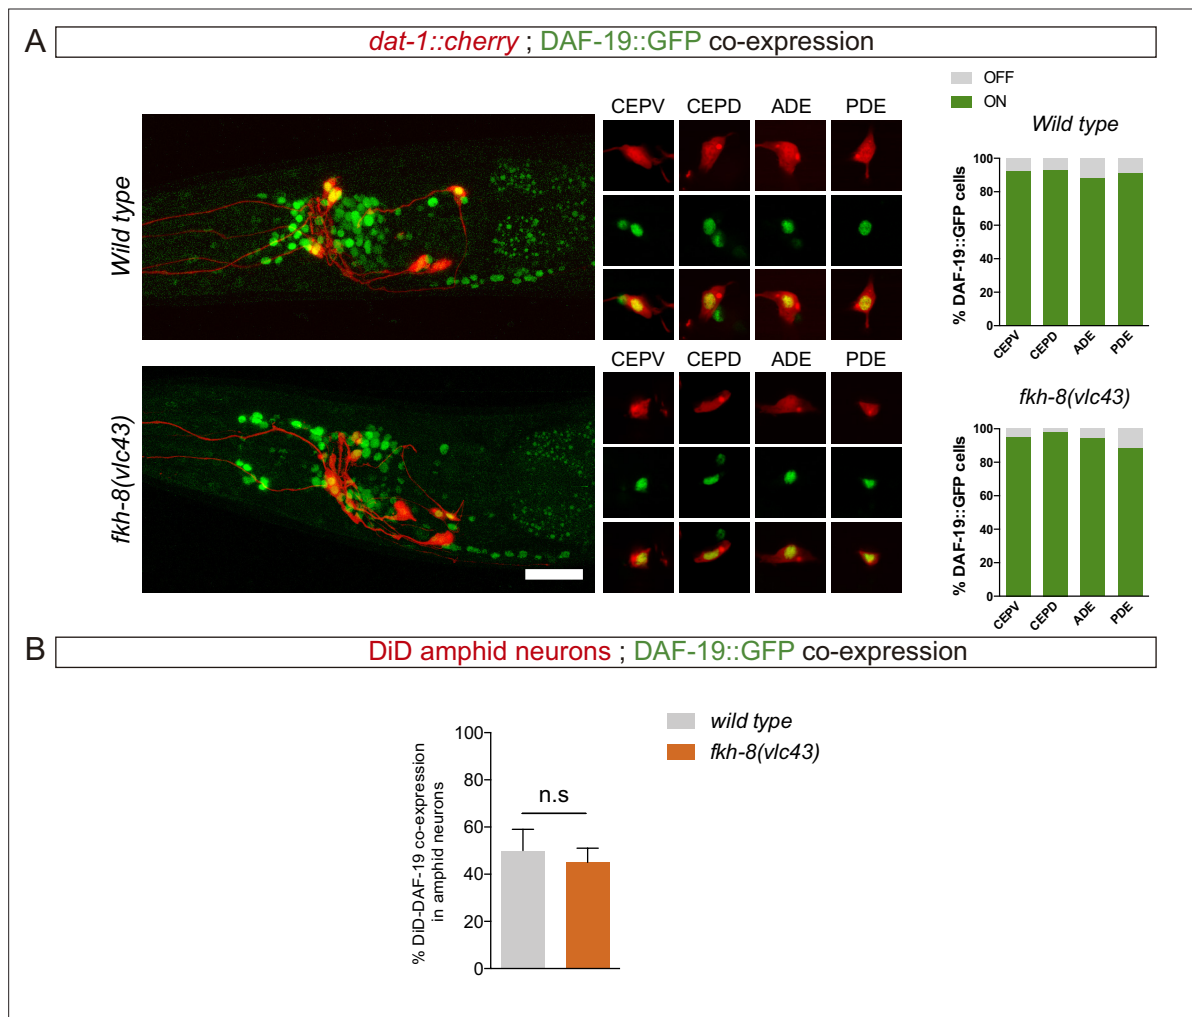 A
dat-1::cherry ; DAF-19::GFP co-expression
OFF
ON
CEPV CEPD ADE PDE
Wild type
Wild type
100
80
60
40
20
0
% DAF-19::GFP cells
CEPV CEPD ADE PDE
CEPV CEPD ADE PDE
fkh-8(vlc43)
fkh-8(vlc43)
100
80
60
40
20
0
% DAF-19::GFP cells
CEPV CEPD ADE PDE
B
DiD amphid neurons ; DAF-19::GFP co-expression
wild type
fkh-8(vlc43)
100
80
60
40
20
0
% DiD-DAF-19 co-expression
in amphid neurons
n.s